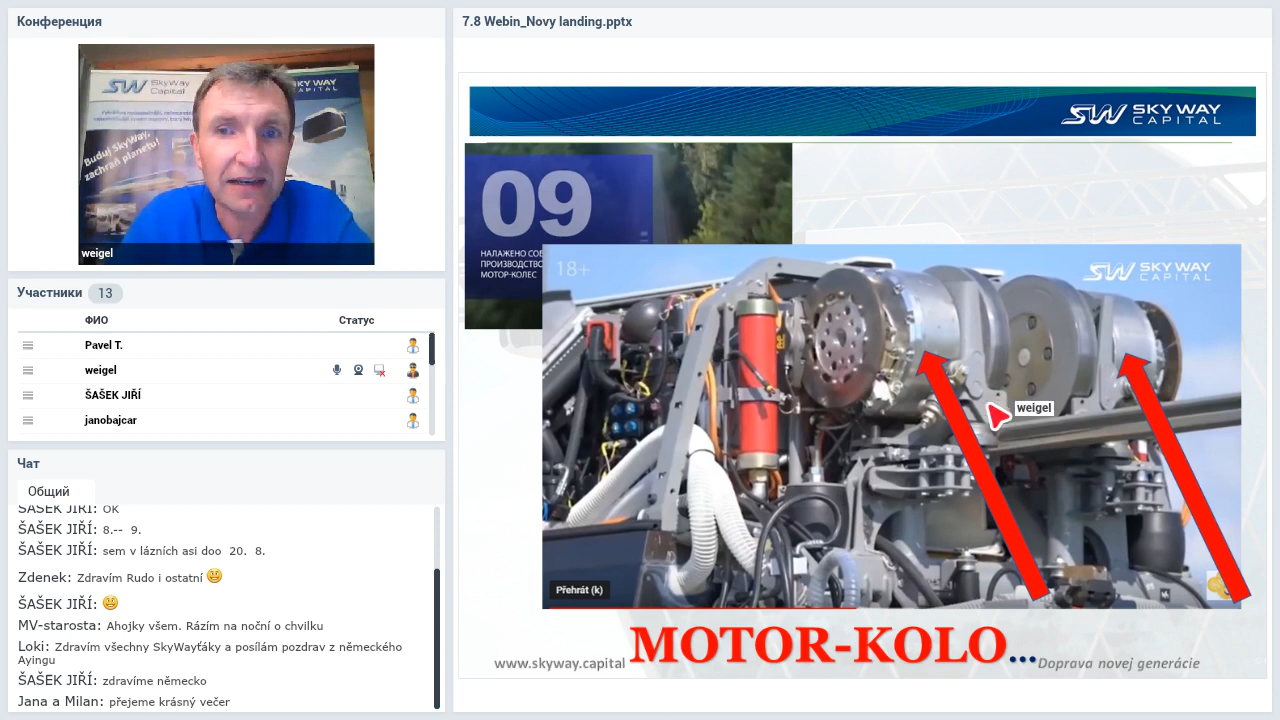 Конференция
SW SkyWay Capital
SKY WAY CAPITAL
Buduj SkyWay,
zachraň planetu!
weigel
Участники 13
ФИО Статус
Pavel T.
weigel
ŠAŠEK JIŘÍ
janobajcar
Чат
Общий
ŠAŠEK JIŘÍ: OK
ŠAŠEK JIŘÍ: 8.-- 9.
ŠAŠEK JIŘÍ: sem v lázních asi doo 20. 8.
Zdenek: Zdravím Rudo i ostatní
ŠAŠEK JIŘÍ:
MV-starosta: Ahojky všem. Rázím na noční o chvilku
Loki: Zdravím všechny SkyWayťáky a posílám pozdrav z německého
Ayingu
ŠAŠEK JIŘÍ: zdravíme německo
Jana a Milan: přejeme krásný večer
7.8 Webin_Novy landing.pptx
SW SKY WAY CAPITAL
09
НАЛАЖЕНО СОБ
ПРОИЗВОДСТВО
МОТОР-КОЛЕС
18+
SW SKY WAY CAPITAL
weigel
Přehrát (k)
www.skyway.capital MOTOR-KOLO... Doprava novej generácie